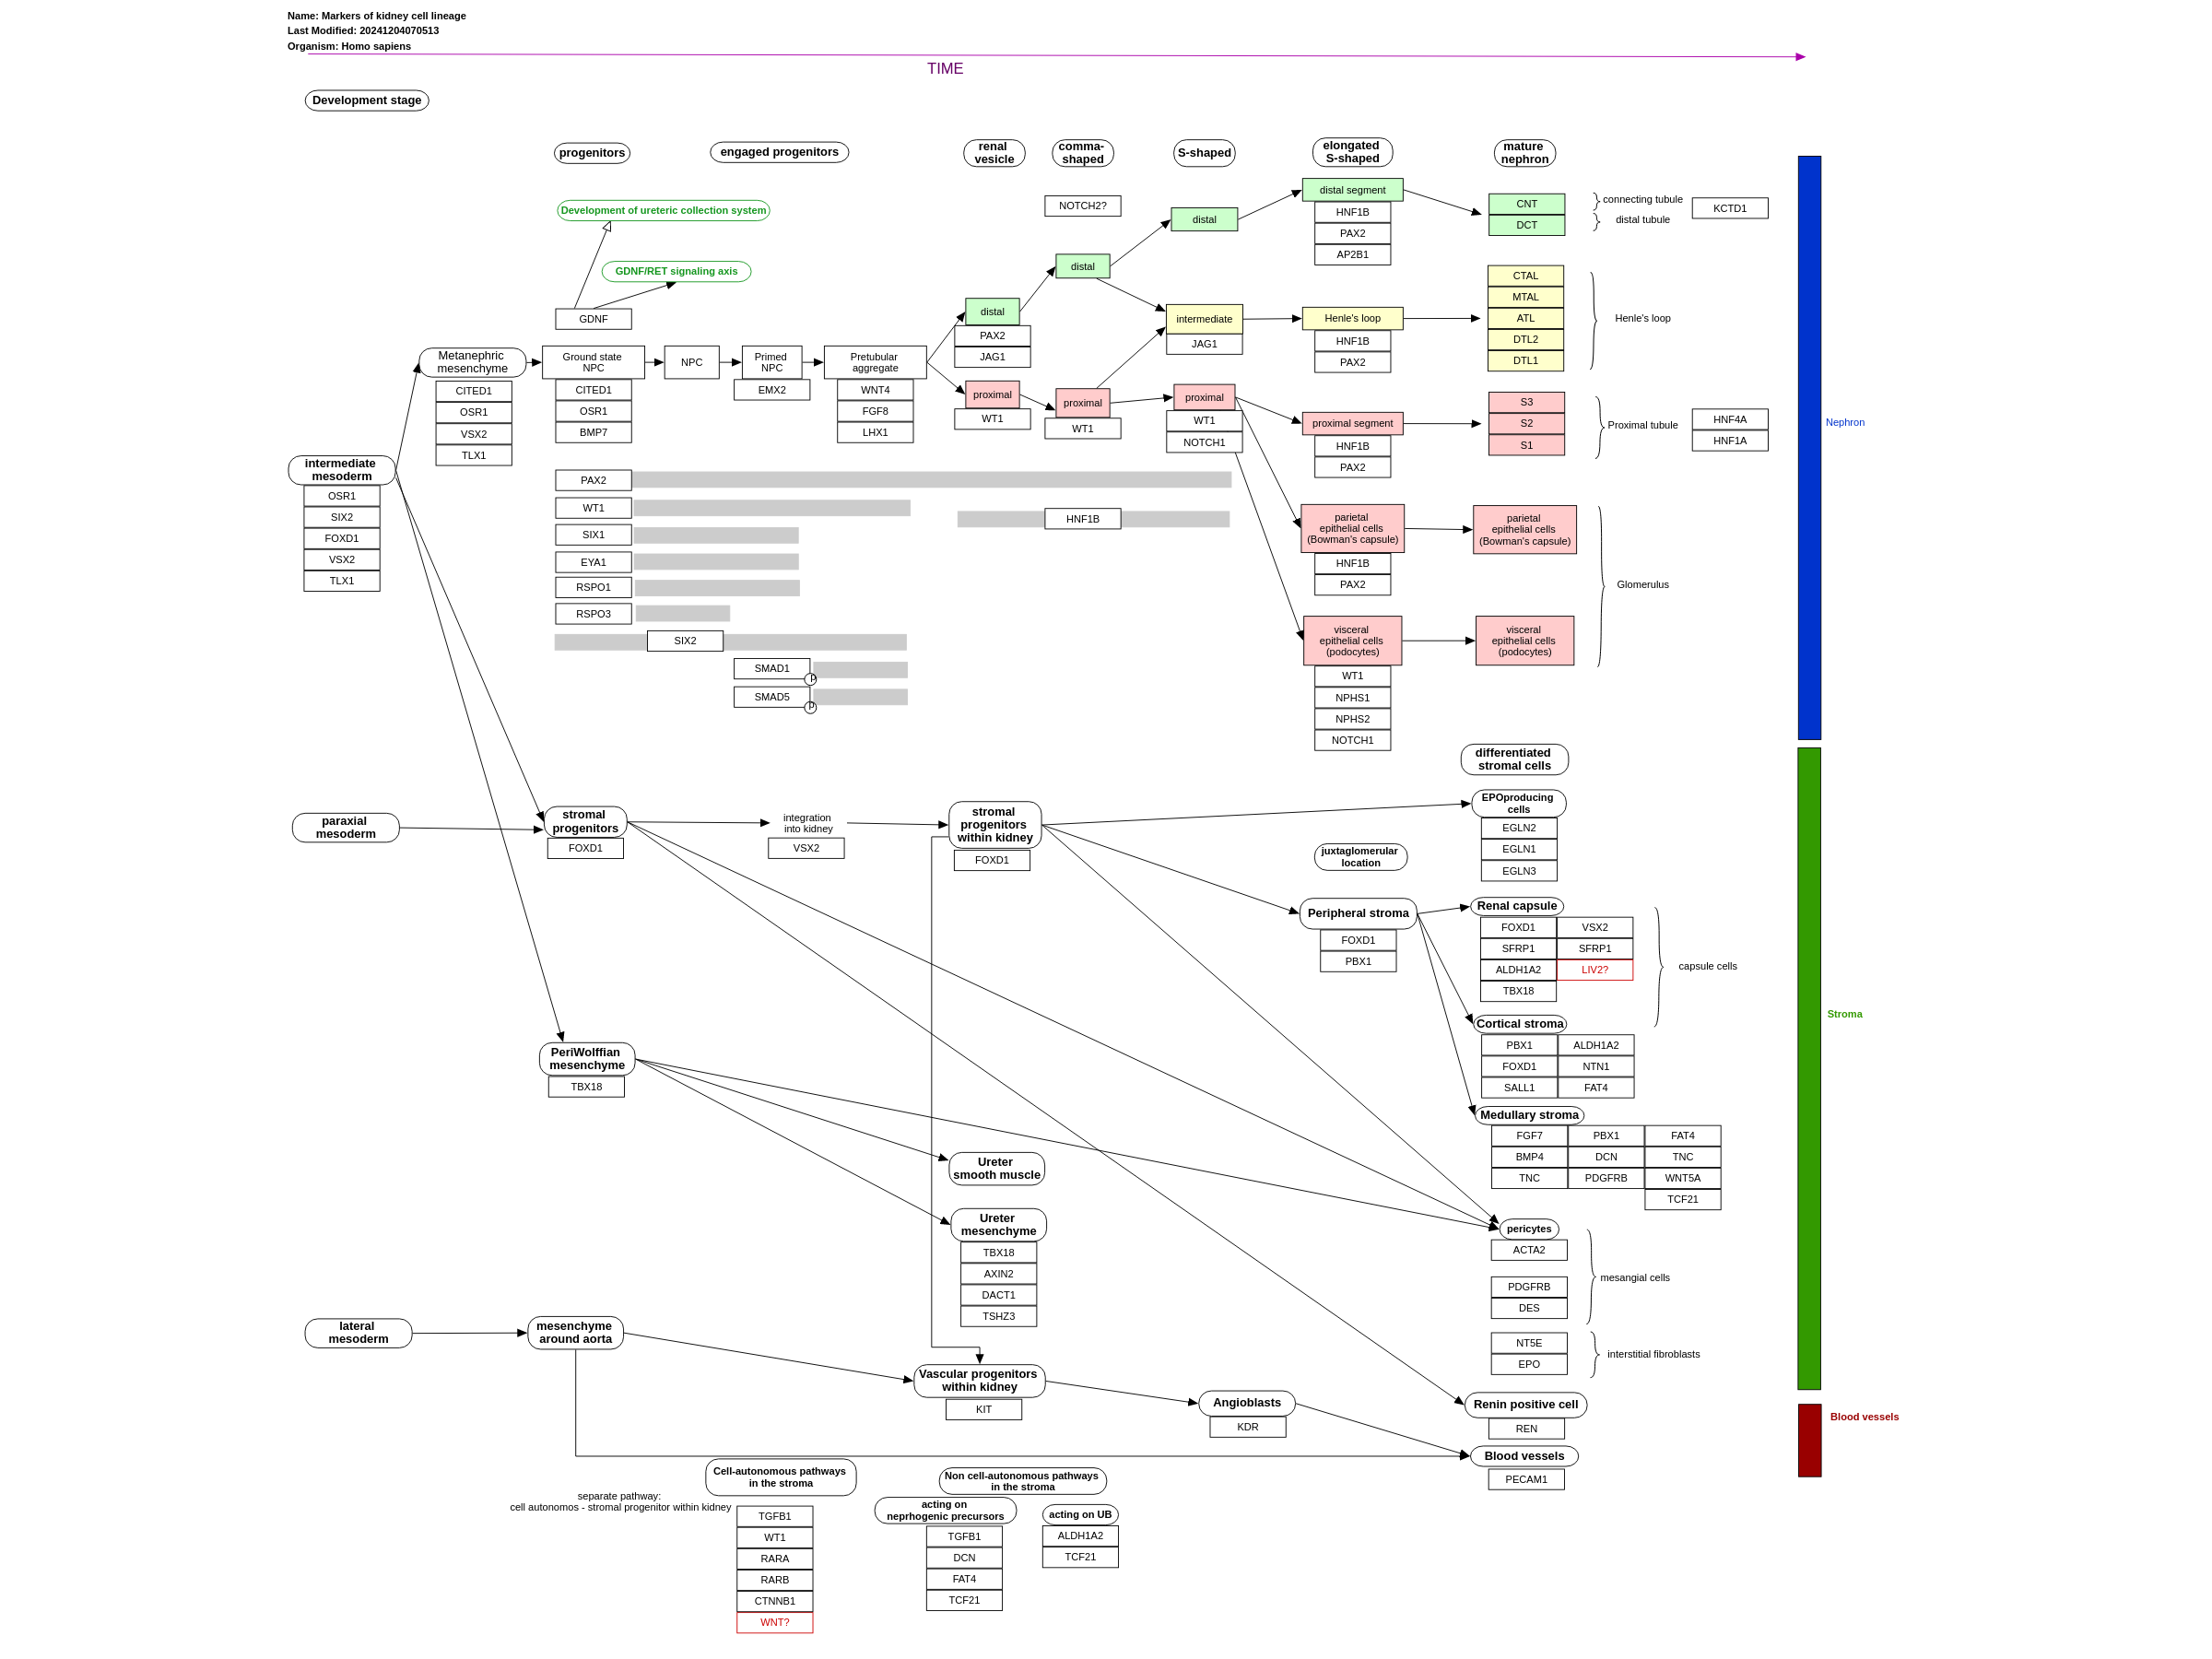 Name: Markers of kidney cell lineage
Last Modified: 20241204070513
Organism: Homo sapiens
TIME
Development stage
progenitors
engaged progenitors
renal
vesicle
comma-
shaped
S-shaped
elongated
S-shaped
mature
nephron
Development of ureteric collection system
GDNF/RET signaling axis
GDNF
NOTCH2?
distal
distal segment
HNF1B
PAX2
AP2B1
CNT
DCT
connecting tubule
distal tubule
KCTD1
distal
distal
PAX2
JAG1
intermediate
JAG1
Henle's loop
HNF1B
PAX2
CTAL
MTAL
ATL
DTL2
DTL1
Henle's loop
Metanephric
mesenchyme
CITED1
OSR1
VSX2
TLX1
Ground state
NPC
CITED1
OSR1
BMP7
NPC
Primed
NPC
EMX2
Pretubular
aggregate
WNT4
FGF8
LHX1
proximal
WT1
proximal
WT1
proximal
WT1
NOTCH1
proximal segment
HNF1B
PAX2
S3
S2
S1
Proximal tubule
HNF4A
HNF1A
Nephron
intermediate
mesoderm
OSR1
SIX2
FOXD1
VSX2
TLX1
PAX2
WT1
SIX1
EYA1
RSPO1
RSPO3
SIX2
SMAD1
P
SMAD5
P
HNF1B
parietal
epithelial cells
(Bowman's capsule)
HNF1B
PAX2
parietal
epithelial cells
(Bowman's capsule)
Glomerulus
visceral
epithelial cells
(podocytes)
WT1
NPHS1
NPHS2
NOTCH1
visceral
epithelial cells
(podocytes)
differentiated
stromal cells
paraxial
mesoderm
stromal
progenitors
FOXD1
integration
into kidney
VSX2
stromal
progenitors
within kidney
FOXD1
EPOproducing
cells
EGLN2
EGLN1
EGLN3
juxtaglomerular
location
Peripheral stroma
FOXD1
PBX1
Renal capsule
FOXD1
VSX2
SFRP1
SFRP1
ALDH1A2
LIV2?
TBX18
capsule cells
Cortical stroma
PBX1
ALDH1A2
FOXD1
NTN1
SALL1
FAT4
Stroma
PeriWolffian
mesenchyme
TBX18
Medullary stroma
FGF7
PBX1
FAT4
BMP4
DCN
TNC
TNC
PDGFRB
WNT5A
TCF21
Ureter
smooth muscle
Ureter
mesenchyme
TBX18
AXIN2
DACT1
TSHZ3
pericytes
ACTA2
PDGFRB
DES
mesangial cells
NT5E
EPO
interstitial fibroblasts
lateral
mesoderm
mesenchyme
around aorta
Vascular progenitors
within kidney
KIT
Angioblasts
KDR
Renin positive cell
REN
Blood vessels
PECAM1
Blood vessels
Cell-autonomous pathways
in the stroma
separate pathway:
cell autonomos - stromal progenitor within kidney
TGFB1
WT1
RARA
RARB
CTNNB1
WNT?
Non cell-autonomous pathways
in the stroma
acting on
neprhogenic precursors
TGFB1
DCN
FAT4
TCF21
acting on UB
ALDH1A2
TCF21